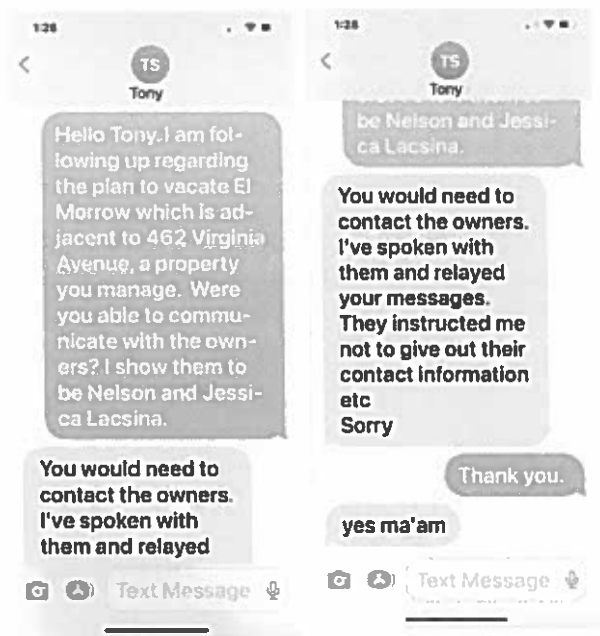 1:28
TS
Tony
Hello Tony. I am fol-
lowing up regarding
the plan to vacate El
Morrow which is ad-
jacent to 462 Virginia
Avenue, a property
you manage. Were
you able to commu-
nicate with the own-
ers? I show them to
be Nelson and Jessi-
ca Lacsina.
You would need to
contact the owners.
I've spoken with
them and relayed
Text Message
1:28
TS
Tony
be Nelson and Jessi-
ca Lacsina.
You would need to
contact the owners.
I've spoken with
them and relayed
your messages.
They instructed me
not to give out their
contact information
etc
Sorry
Thank you.
yes ma'am
Text Message